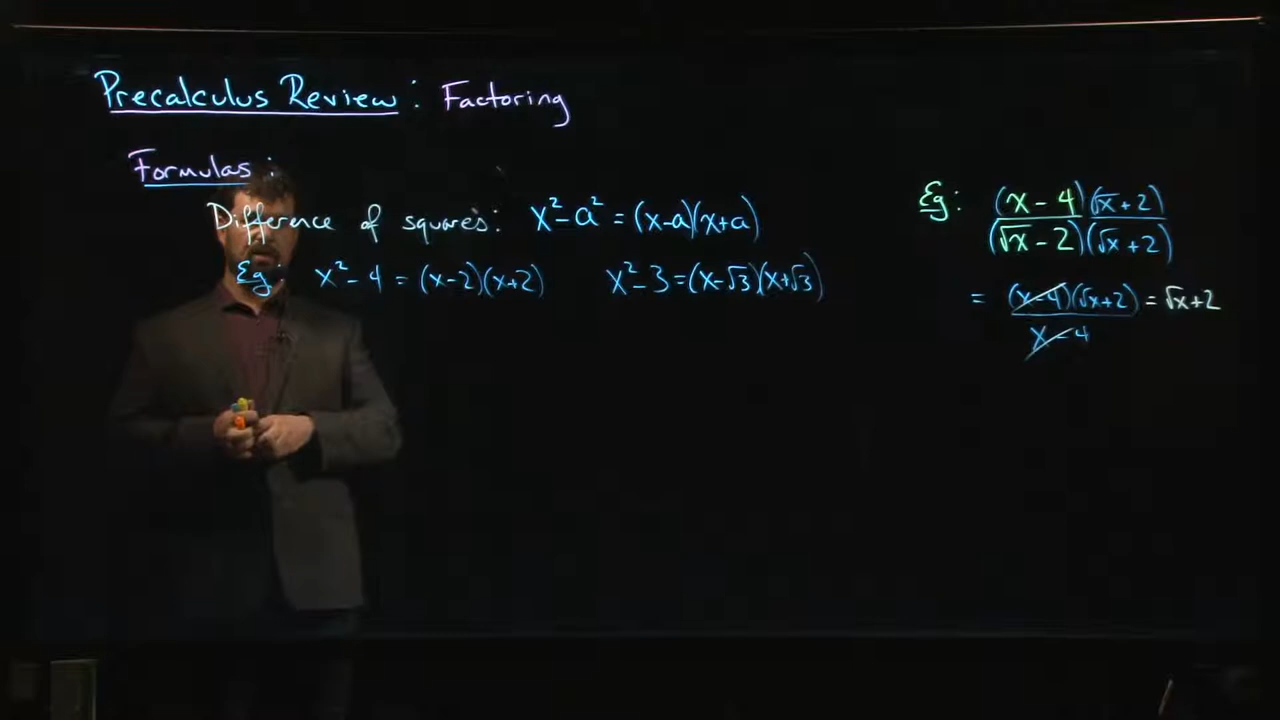 Precalculus Review: Factoring
Formulas:
Difference of squares: x²-a² = (x-a)(x+a)
Eg: x²-4 = (x-2)(x+2) x²-3=(x-√3)(x+√3)
Eg: (x-4)(√x+2)
(√x-2)(√x+2)
= (x-4)(√x+2) = √x+2
x-4